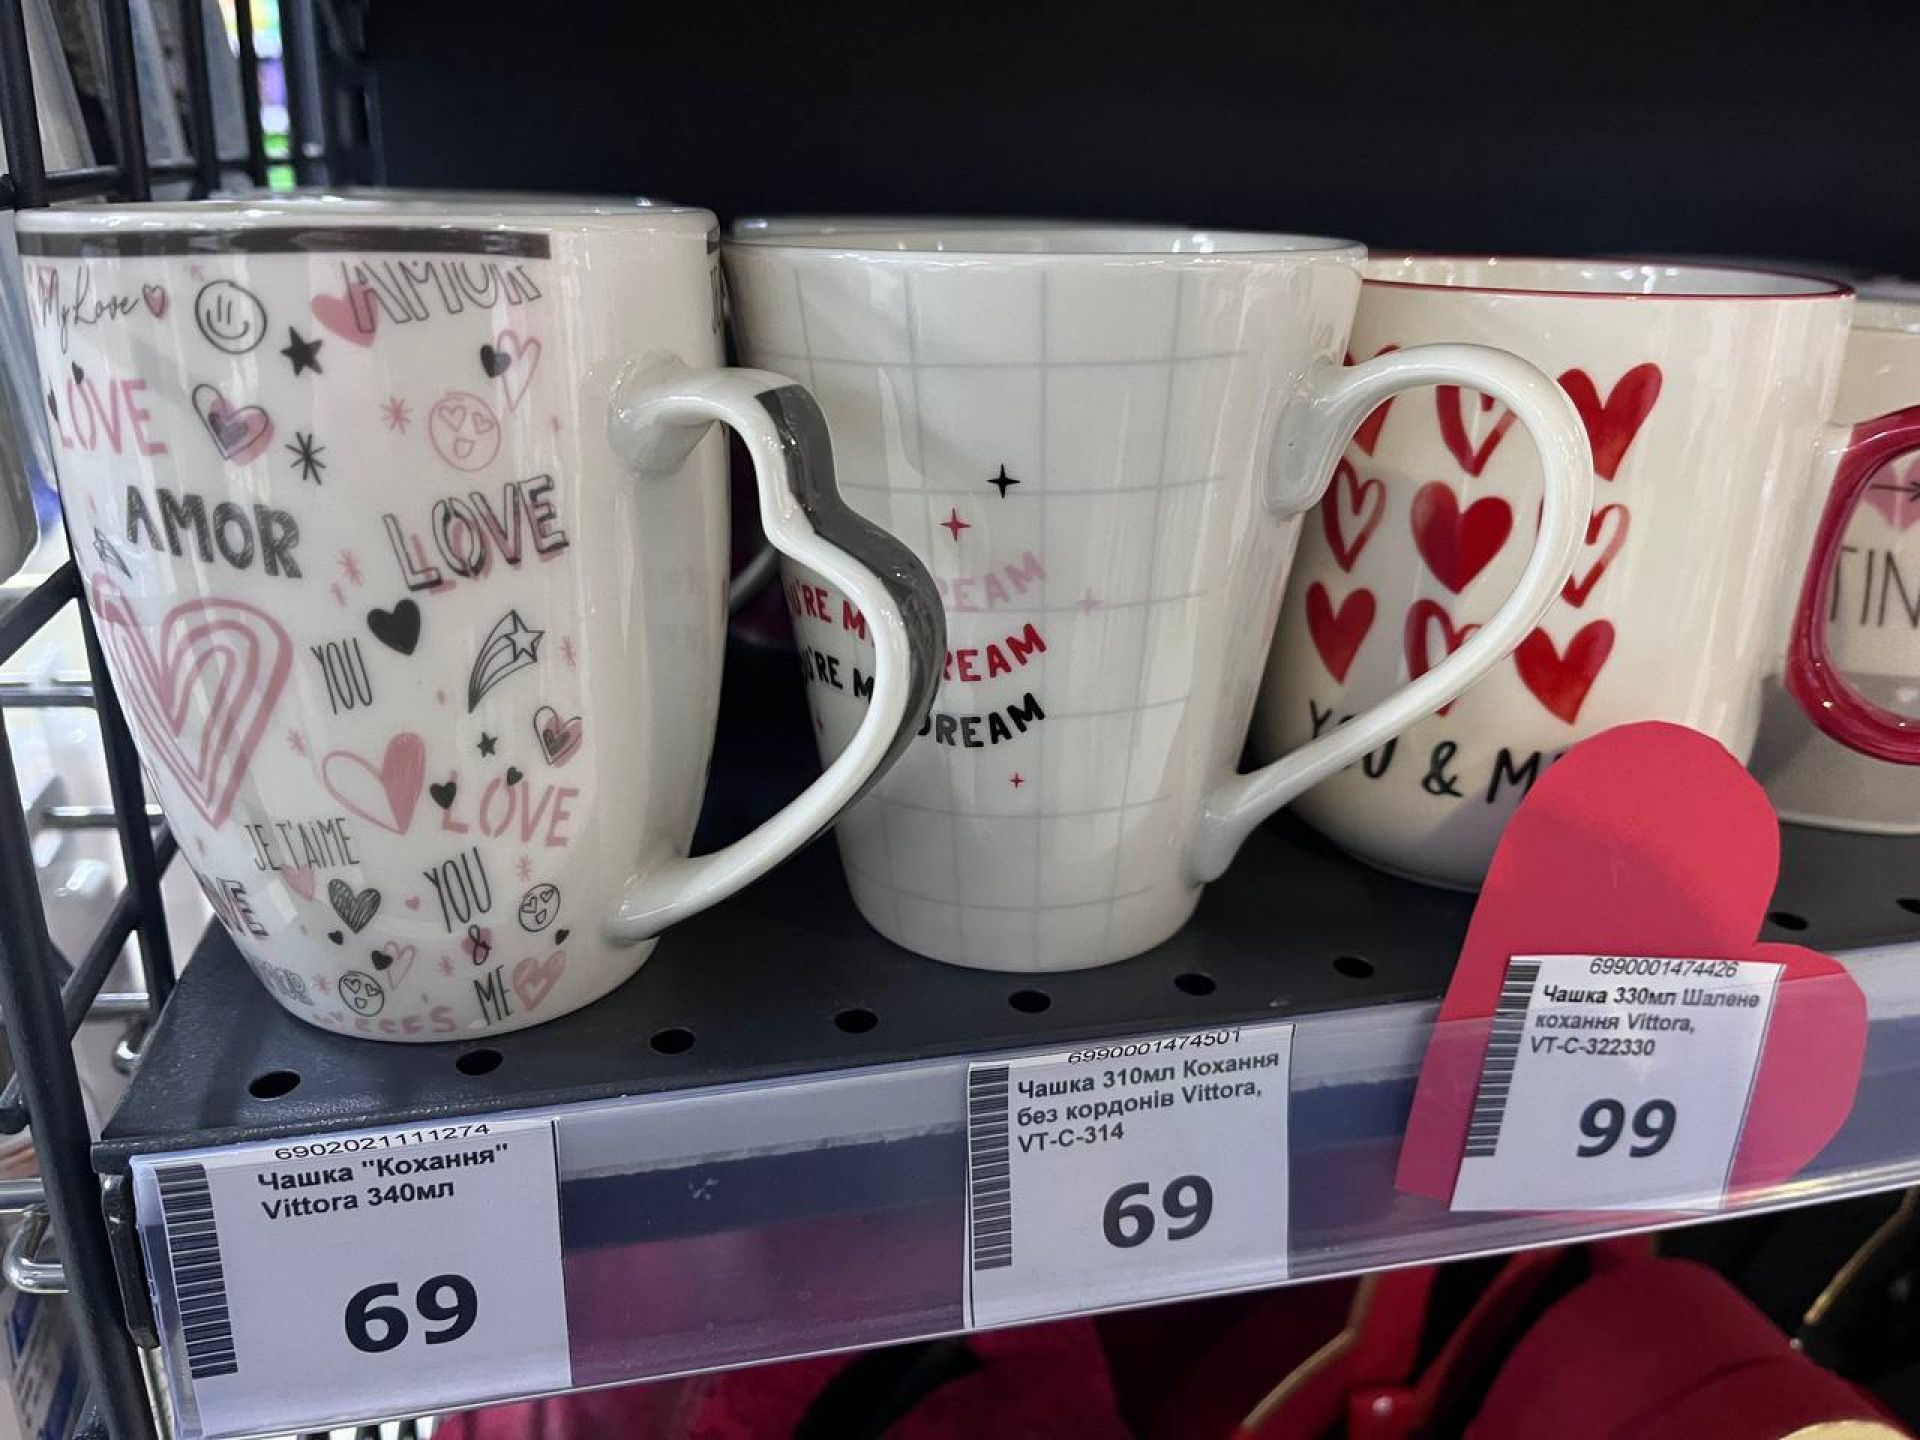 My Love
AMOR
LOVE
AMOR
LOVE
YOU
LOVE
JE T'AIME
YOU
&
ME
DREAM
YOU & ME
6902021111274
Чашка "Кохання"
Vittora 340мл
69
6990001474501
Чашка 310мл Кохання
без кордонів Vittora,
VT-C-314
69
6990001474426
Чашка 330мл Шалене
кохання Vittora,
VT-C-322330
99